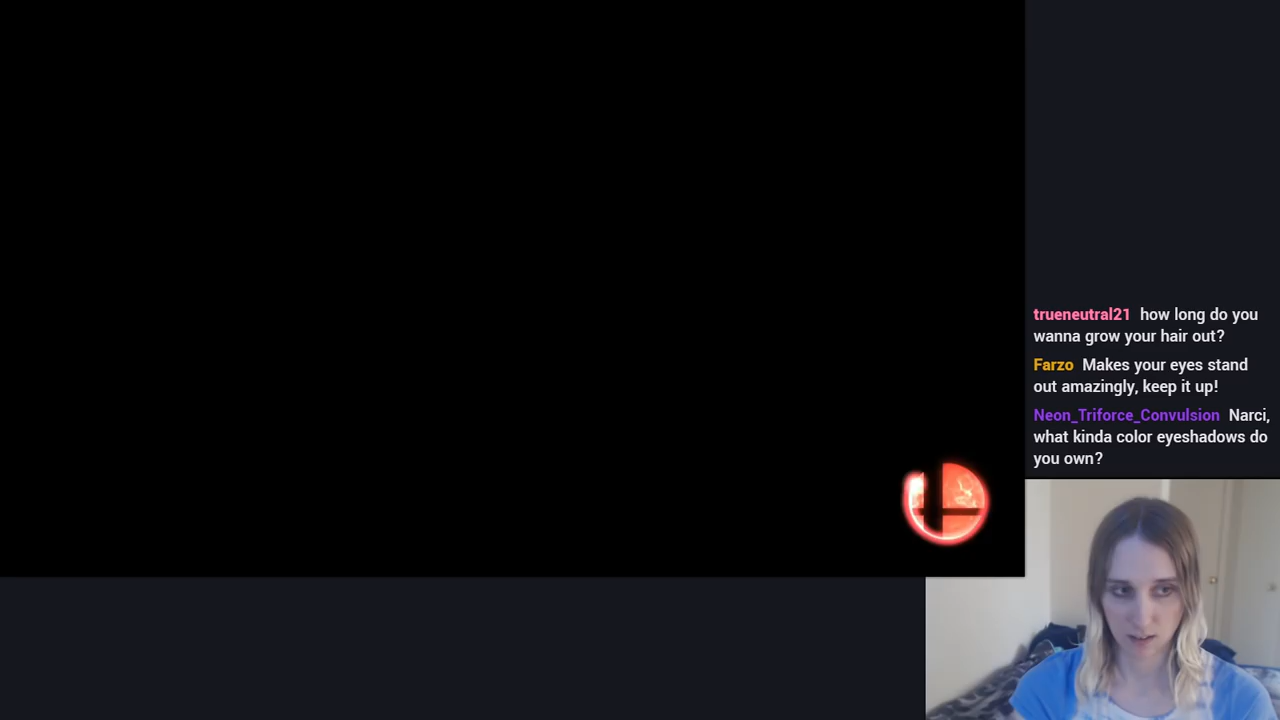 trueneutral21 how long do you
wanna grow your hair out?
Farzo Makes your eyes stand
out amazingly, keep it up!
Neon_Triforce_Convulsion Narci,
what kinda color eyeshadows do
you own?